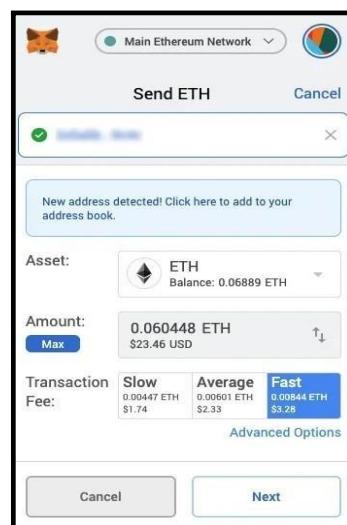 Main Ethereum Network
Send ETH
Cancel
New address detected! Click here to add to your
address book.
Asset:
ETH
Balance: 0.06889 ETH
Amount:
Max
0.060448 ETH
$23.46 USD
Transaction
Fee:
Slow
0.00447 ETH
$1.74
Average
0.00601 ETH
$2.33
Fast
0.00844 ETH
$3.28
Advanced Options
Cancel
Next